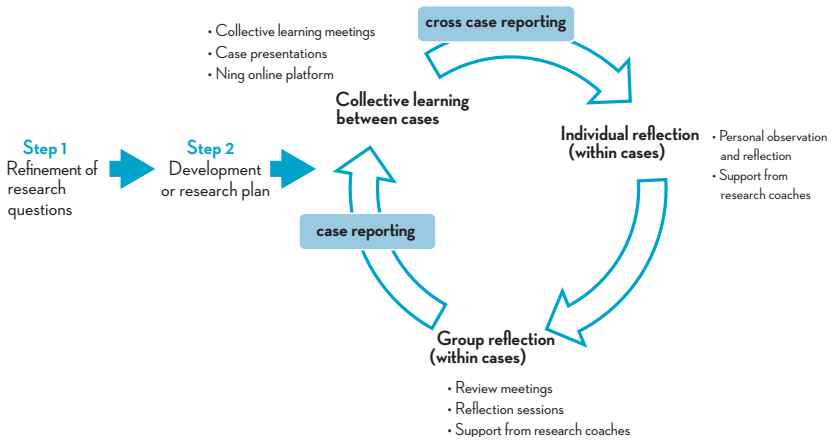 cross case reporting
• Collective learning meetings
• Case presentations
• Ning online platform
Collective learning
between cases
Step 1
Refinement of
research
questions
Step 2
Development
or research plan
Individual reflection
(within cases)
• Personal observation
and reflection
• Support from
research coaches
case reporting
Group reflection
(within cases)
• Review meetings
• Reflection sessions
• Support from research coaches